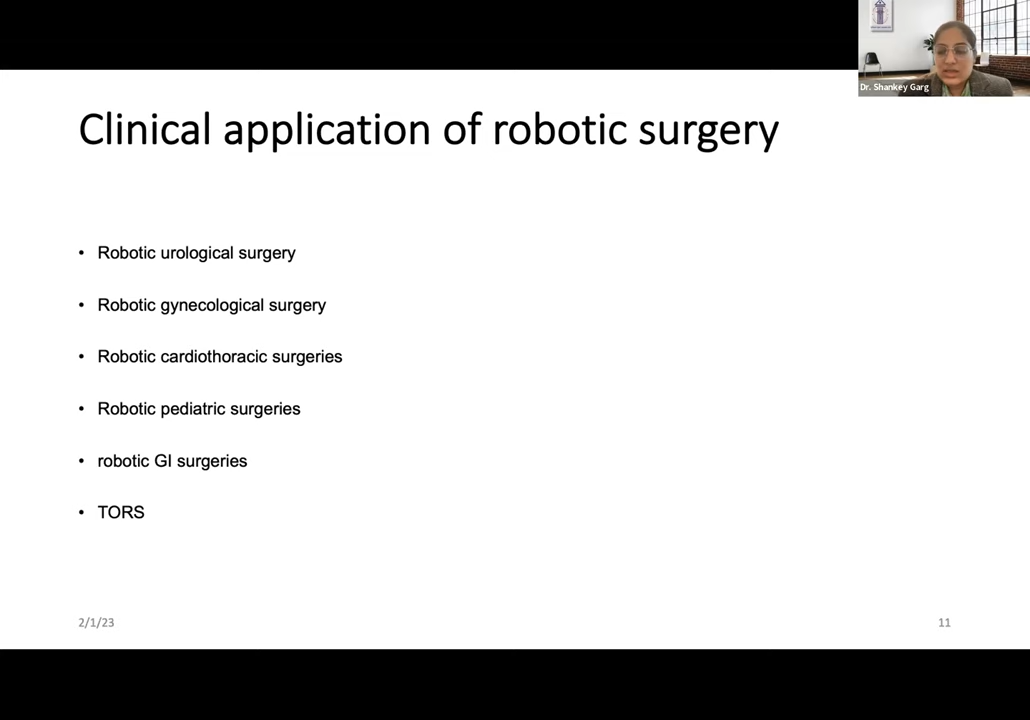 Dr. Shankey Garg
Clinical application of robotic surgery
• Robotic urological surgery
• Robotic gynecological surgery
• Robotic cardiothoracic surgeries
• Robotic pediatric surgeries
• robotic GI surgeries
• TORS
2/1/23
11